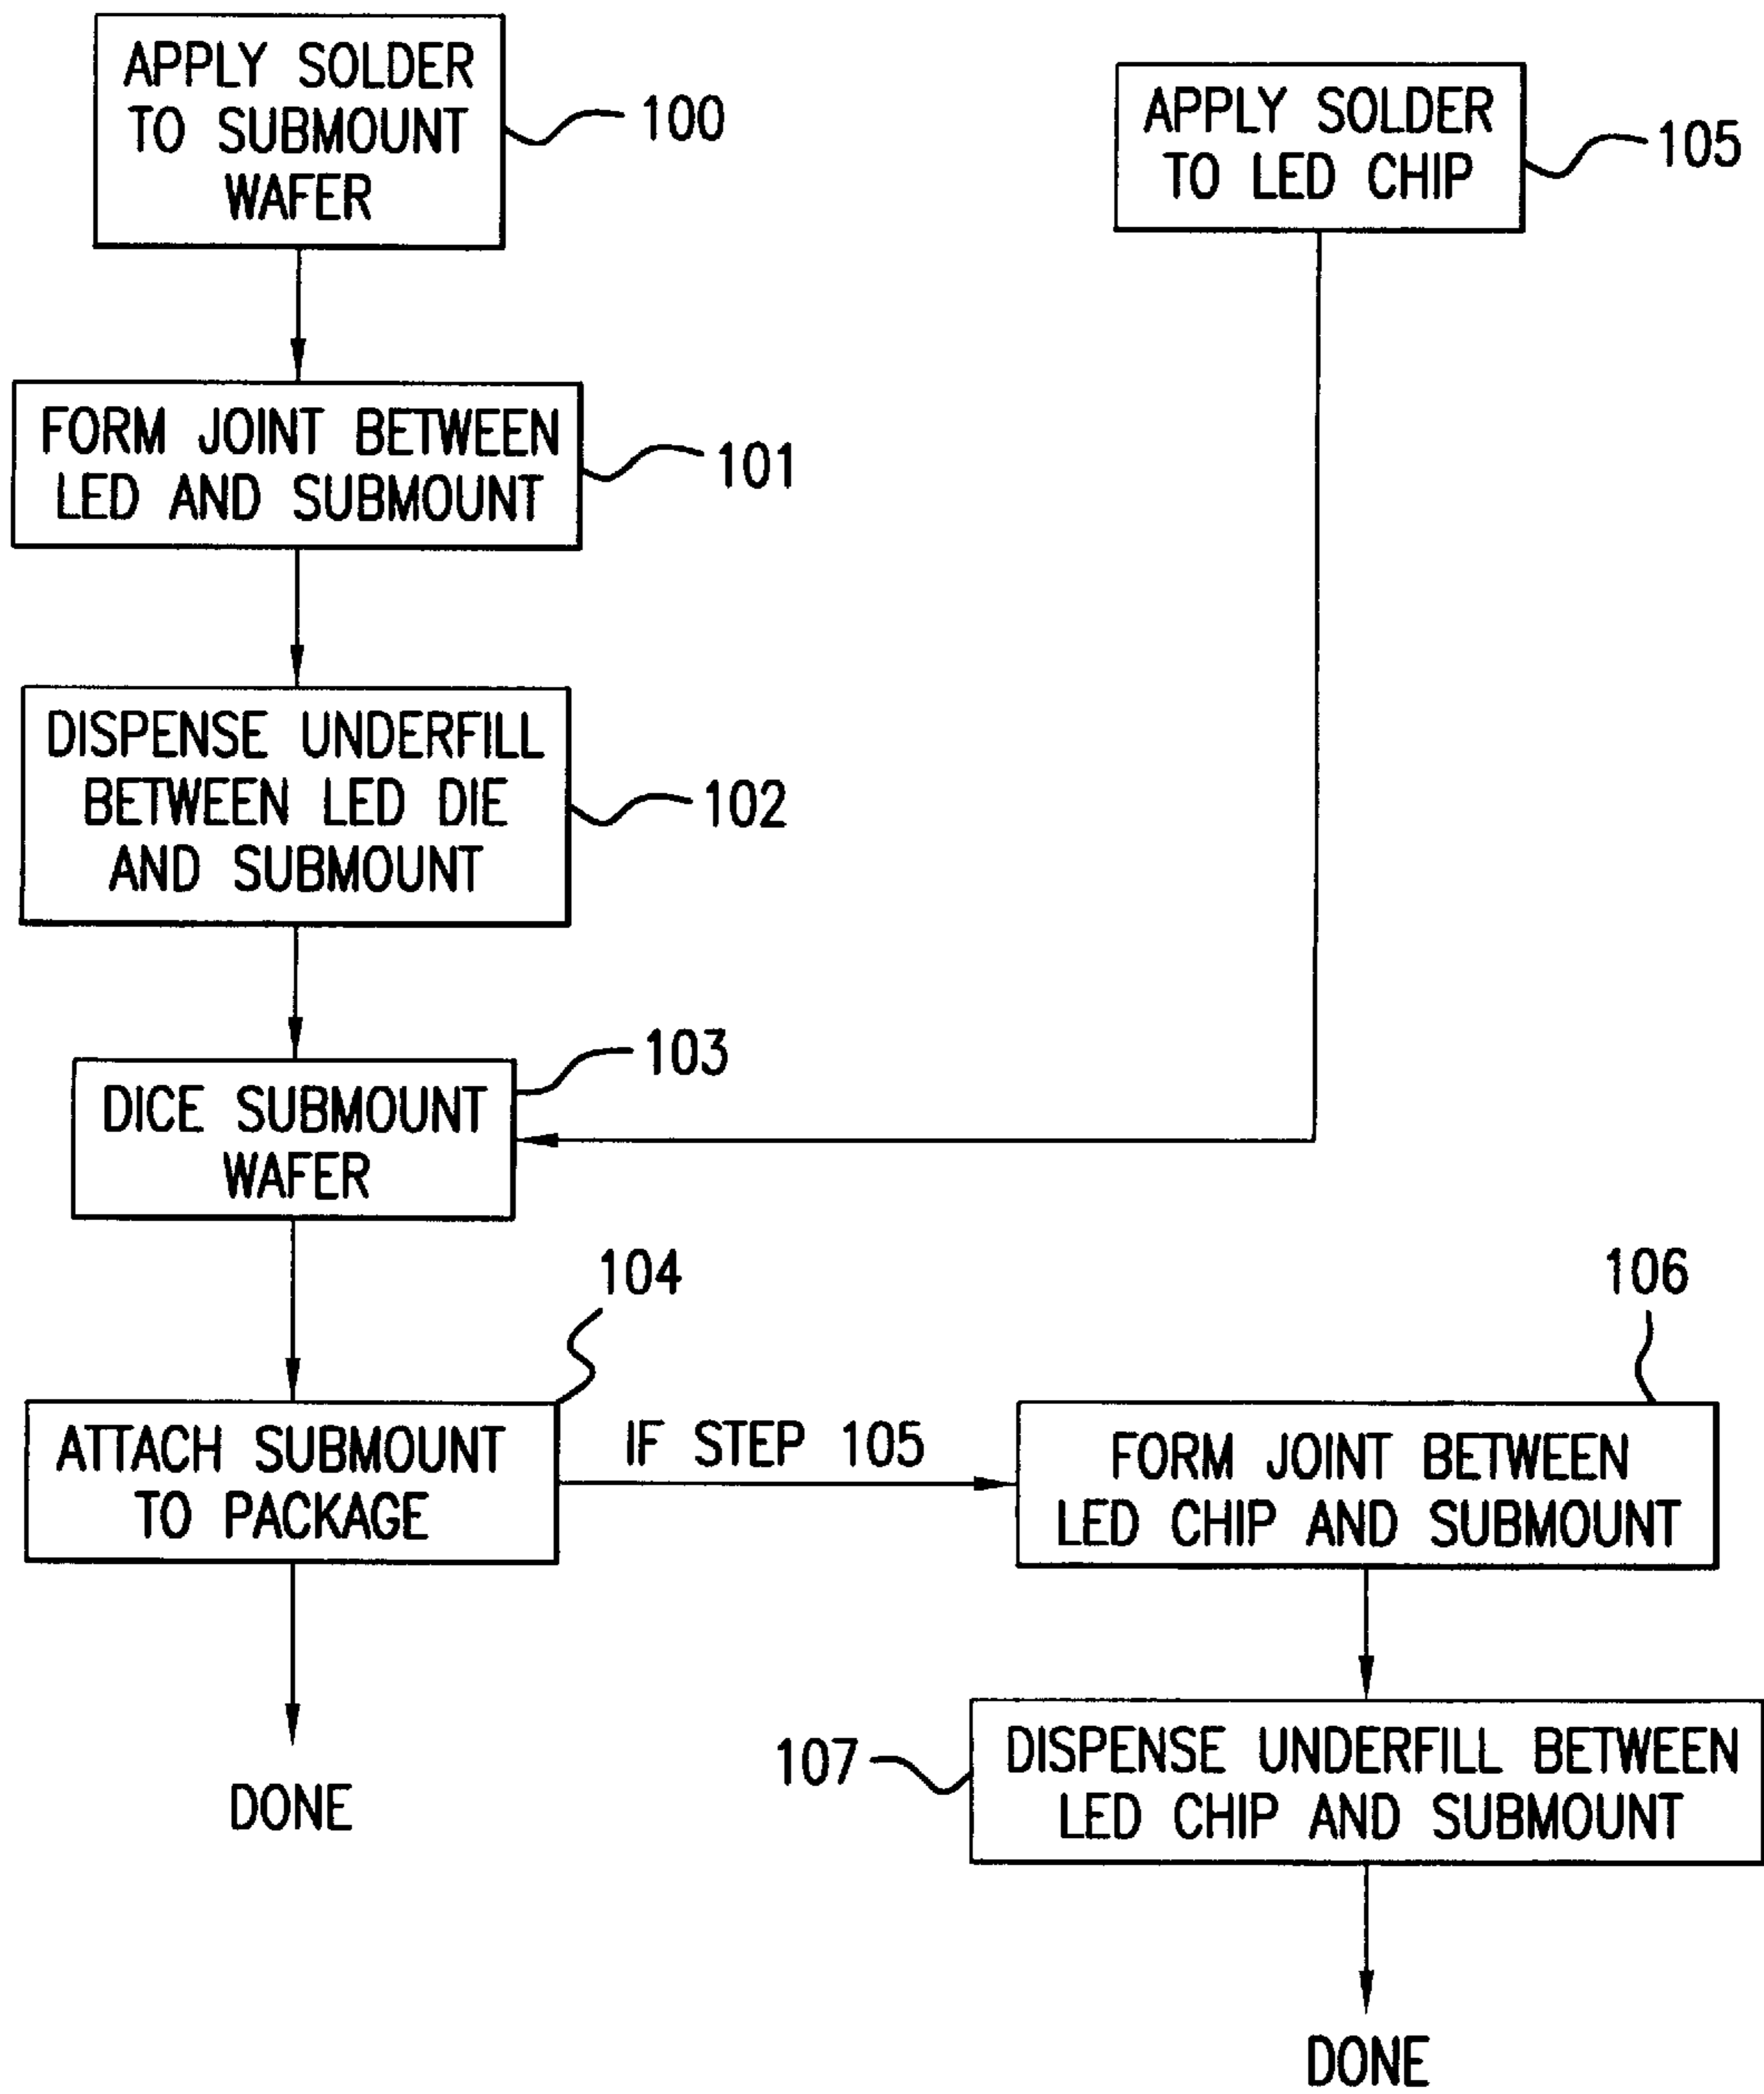 APPLY SOLDER
TO SUBMOUNT
WAFER
100
APPLY SOLDER
TO LED CHIP
105
FORM JOINT BETWEEN
LED AND SUBMOUNT
101
DISPENSE UNDERFILL
BETWEEN LED DIE
AND SUBMOUNT
102
DICE SUBMOUNT
WAFER
103
ATTACH SUBMOUNT
TO PACKAGE
104
IF STEP 105
FORM JOINT BETWEEN
LED CHIP AND SUBMOUNT
106
DISPENSE UNDERFILL BETWEEN
LED CHIP AND SUBMOUNT
107
DONE
DONE